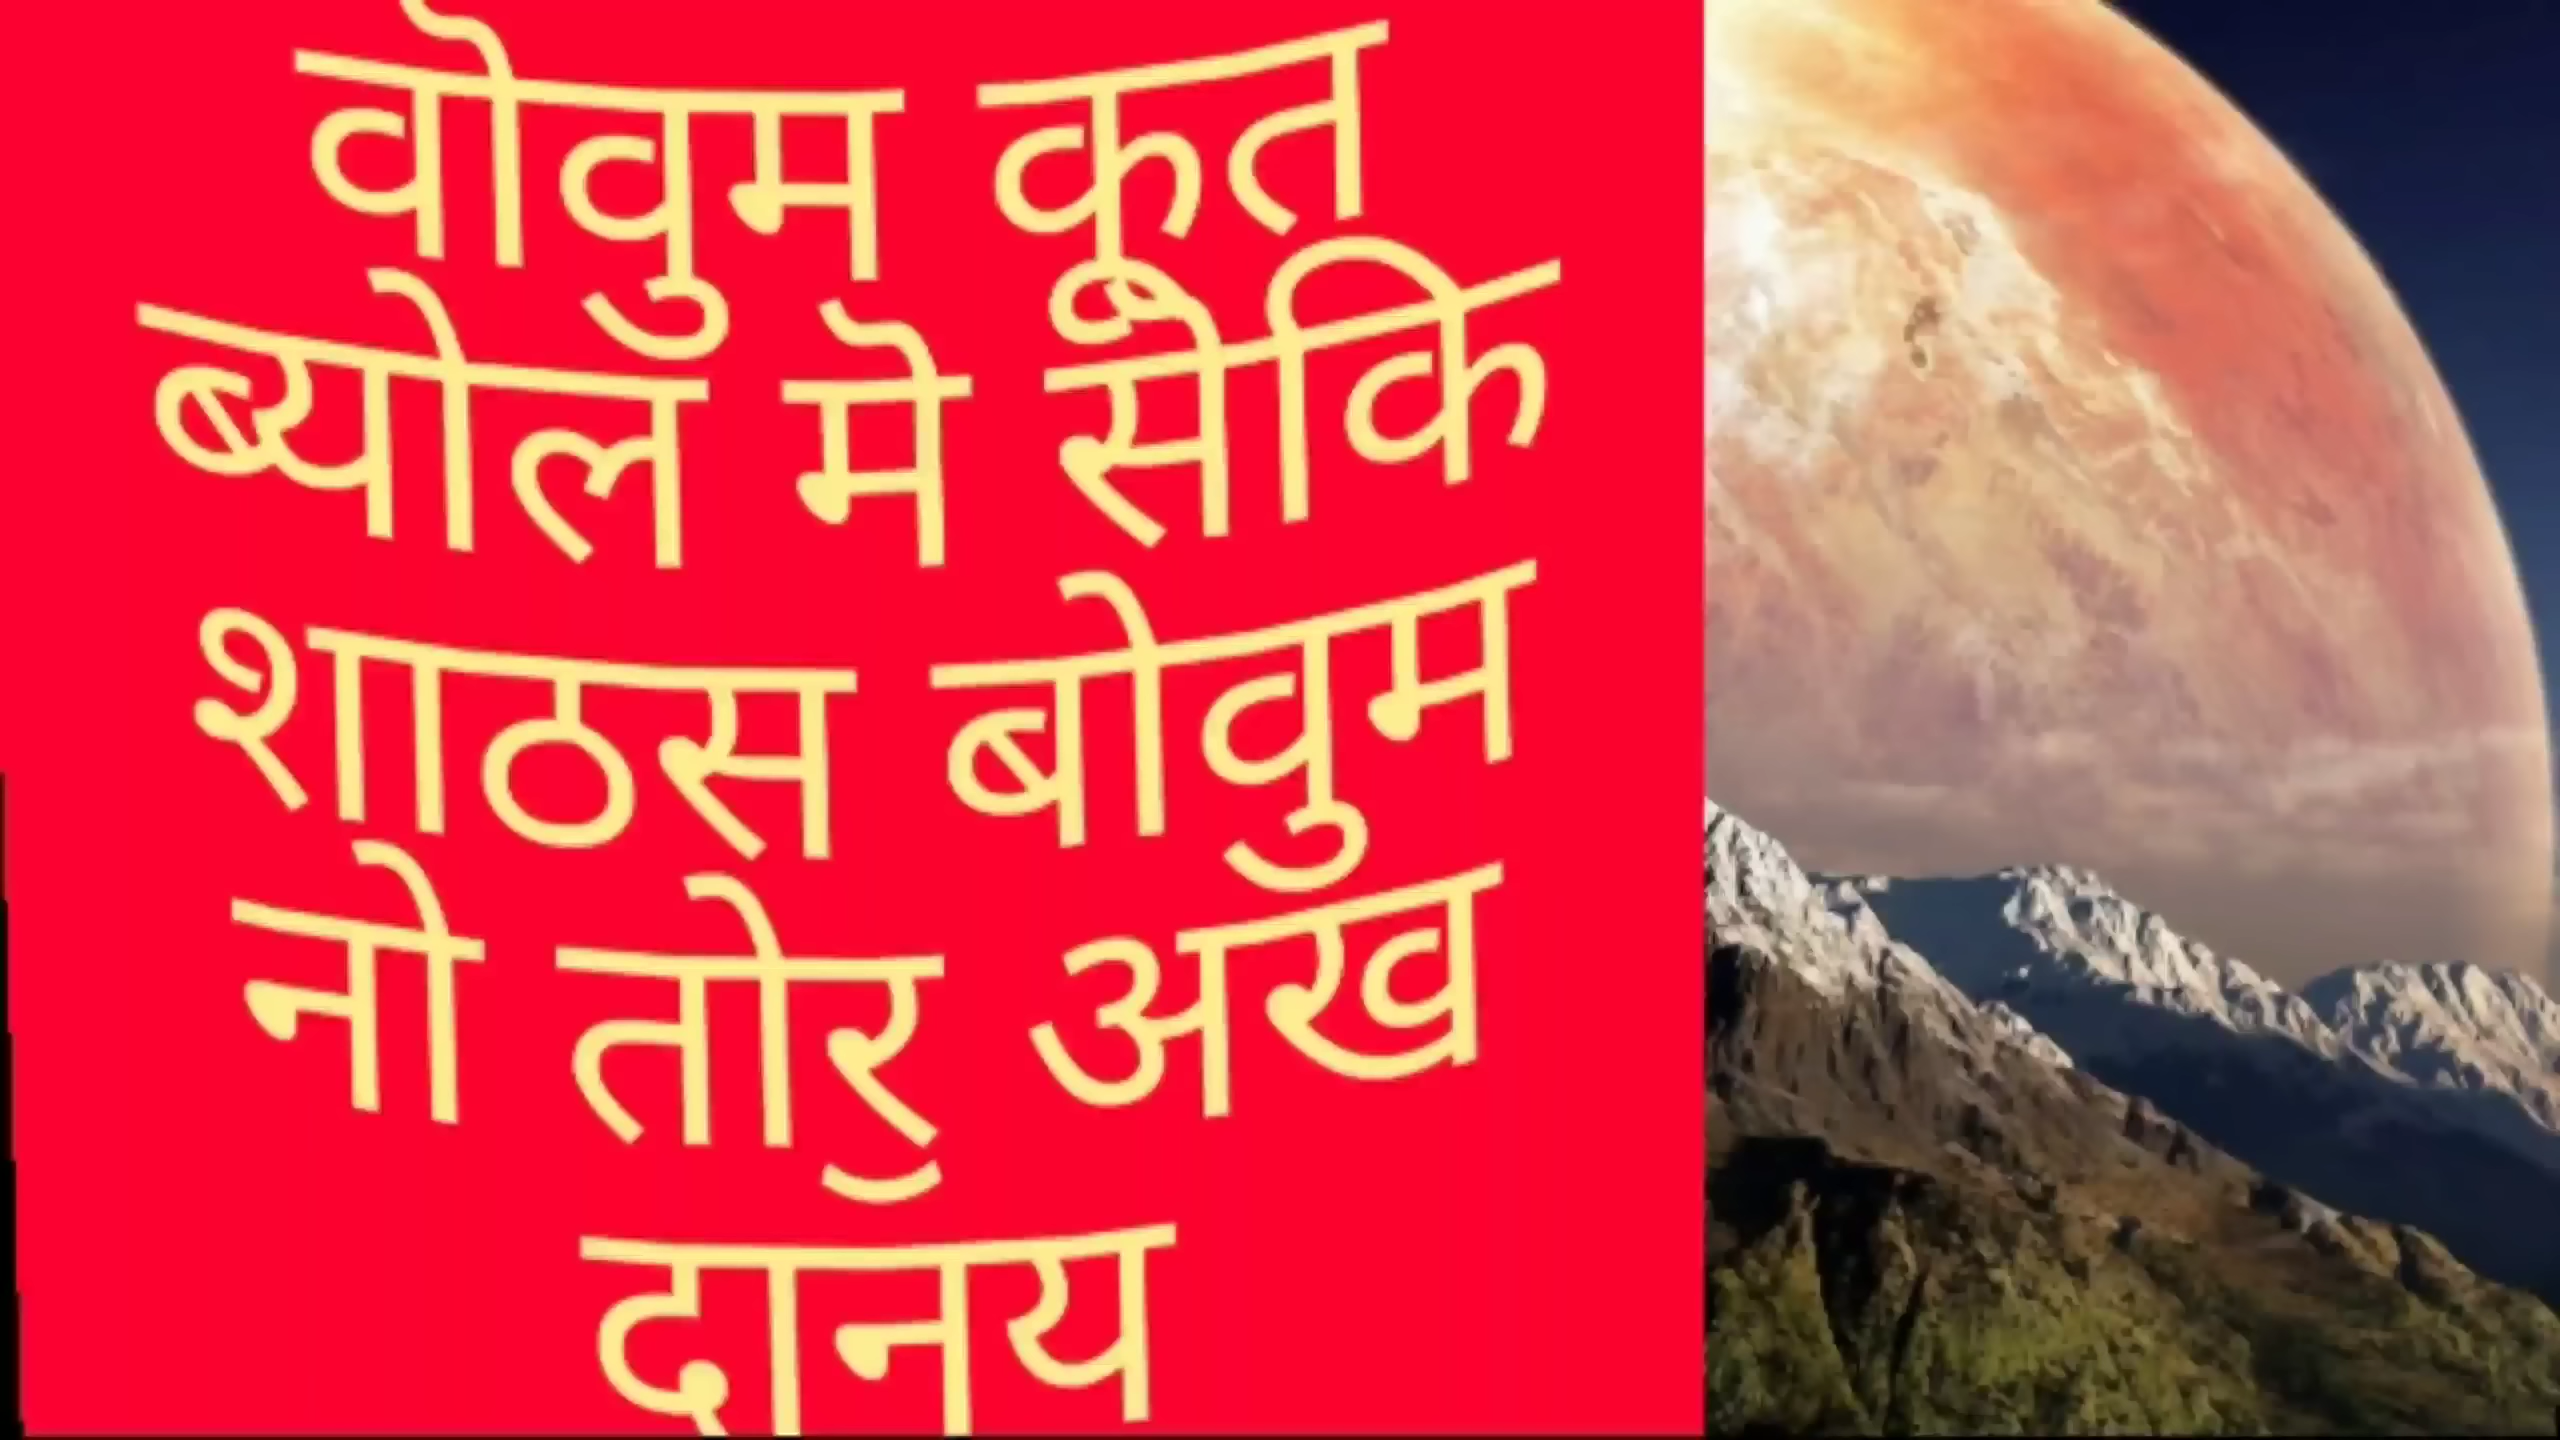 वॊवुम कूत
ब्योल मॆ सेकि
शाठस बोवुम
नो तोर॒ अख
दानय